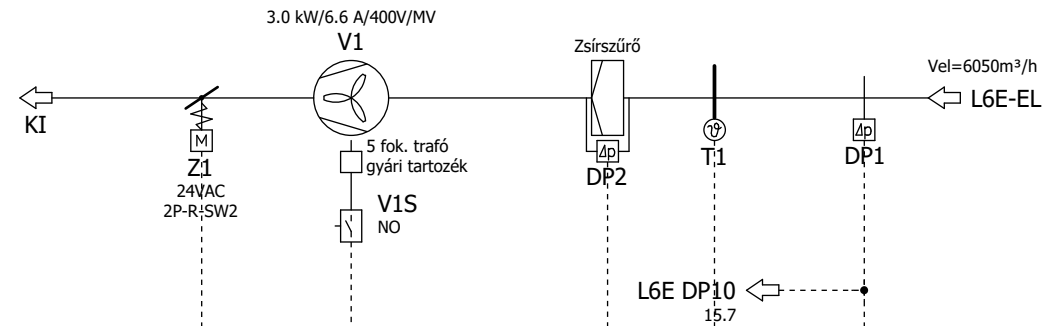 3.0 kW/6.6 A/400V/MV
V1
Zsírszűrő
Vel=6050m³/h
L6E-EL
KI
M
Z1
24VAC
2P-R-SW2
5 fok. trafó
gyári tartozék
V1S
NO
Δp
DP2
ϑ
T1
Δp
DP1
L6E DP10
15.7